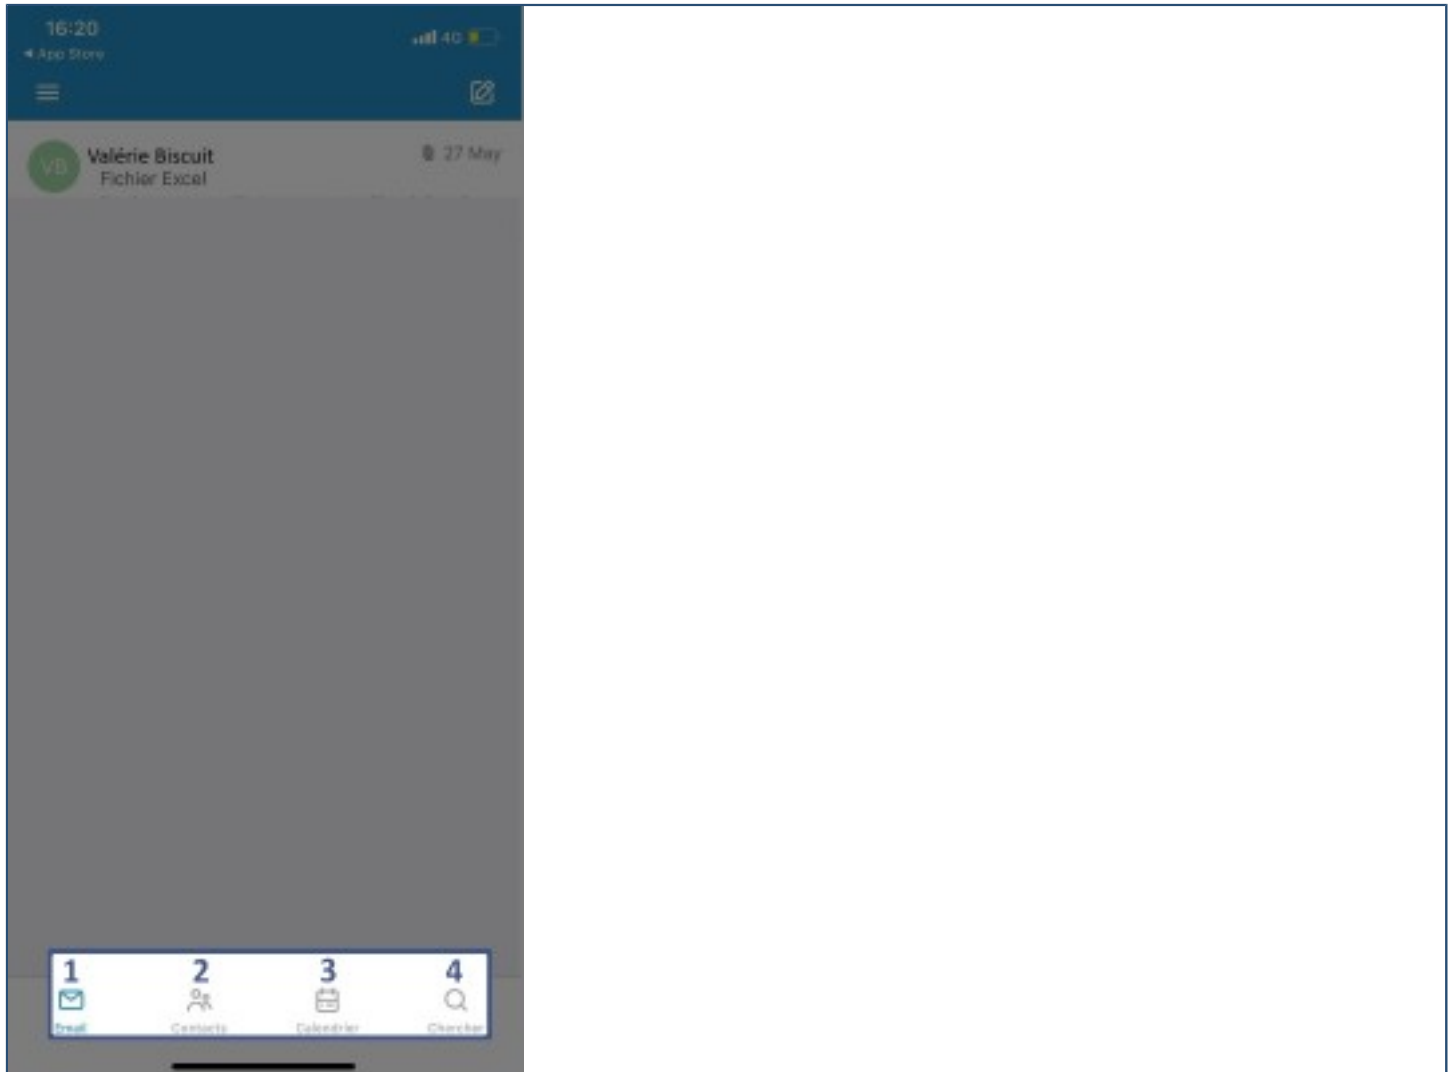 16:20
4G
◀ App Store
VB
Valérie Biscuit
27 May
Fichier Excel
1
2
3
4
Email
Contacts
Calendrier
Chercher